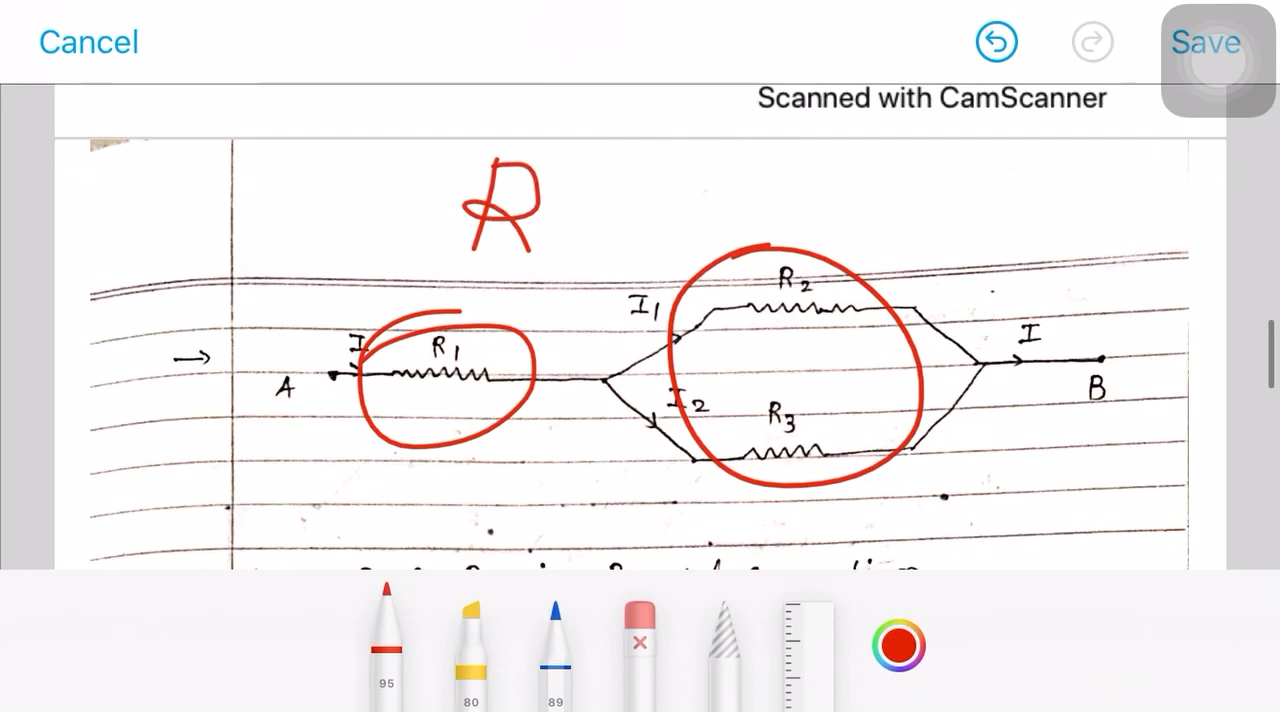 Cancel
Save
Scanned with CamScanner
R
I₁
R₂
I
R₁
I
A
I₂
R₃
B
95
80
89